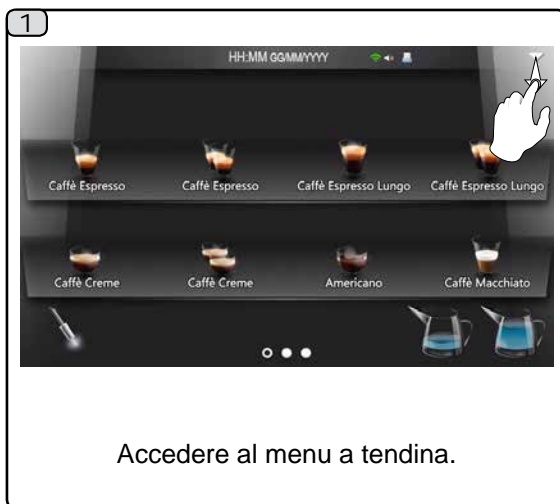 1
HH:MM GG/MM/YYYY
Caffè Espresso Caffè Espresso Caffè Espresso Lungo Caffè Espresso Lungo
Caffè Creme Caffè Creme Americano Caffè Macchiato
Accedere al menu a tendina.